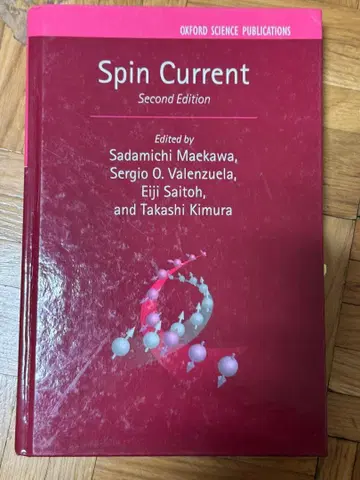 OXFORD SCIENCE PUBLICATIONS
Spin Current
Second Edition
Edited by
Sadamichi Maekawa,
Sergio O. Valenzuela,
Eiji Saitoh,
and Takashi Kimura